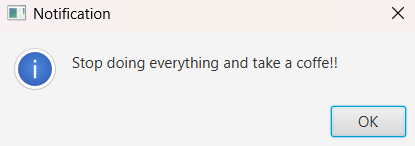 Notification
Stop doing everything and take a coffe!!
OK